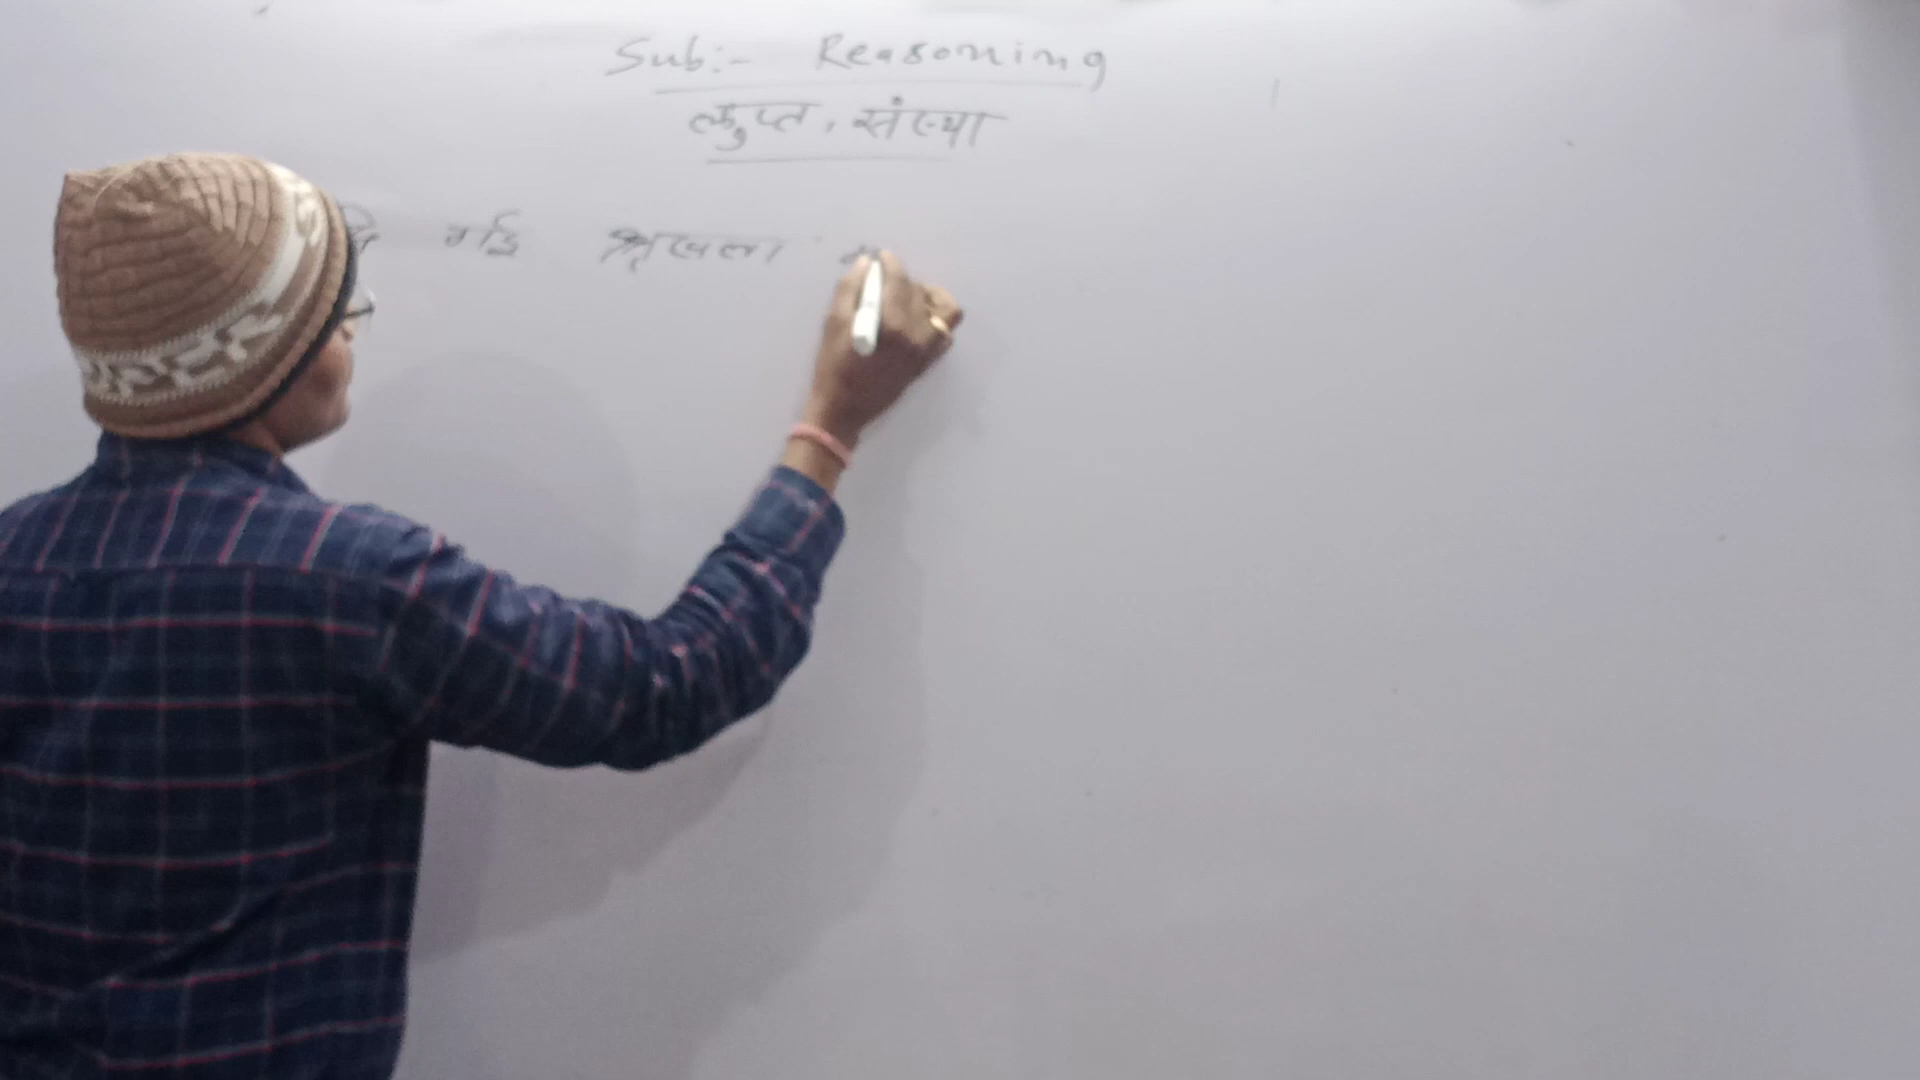 Sub:- Reasoning
लुप्त संख्या
गई श्रृंखला